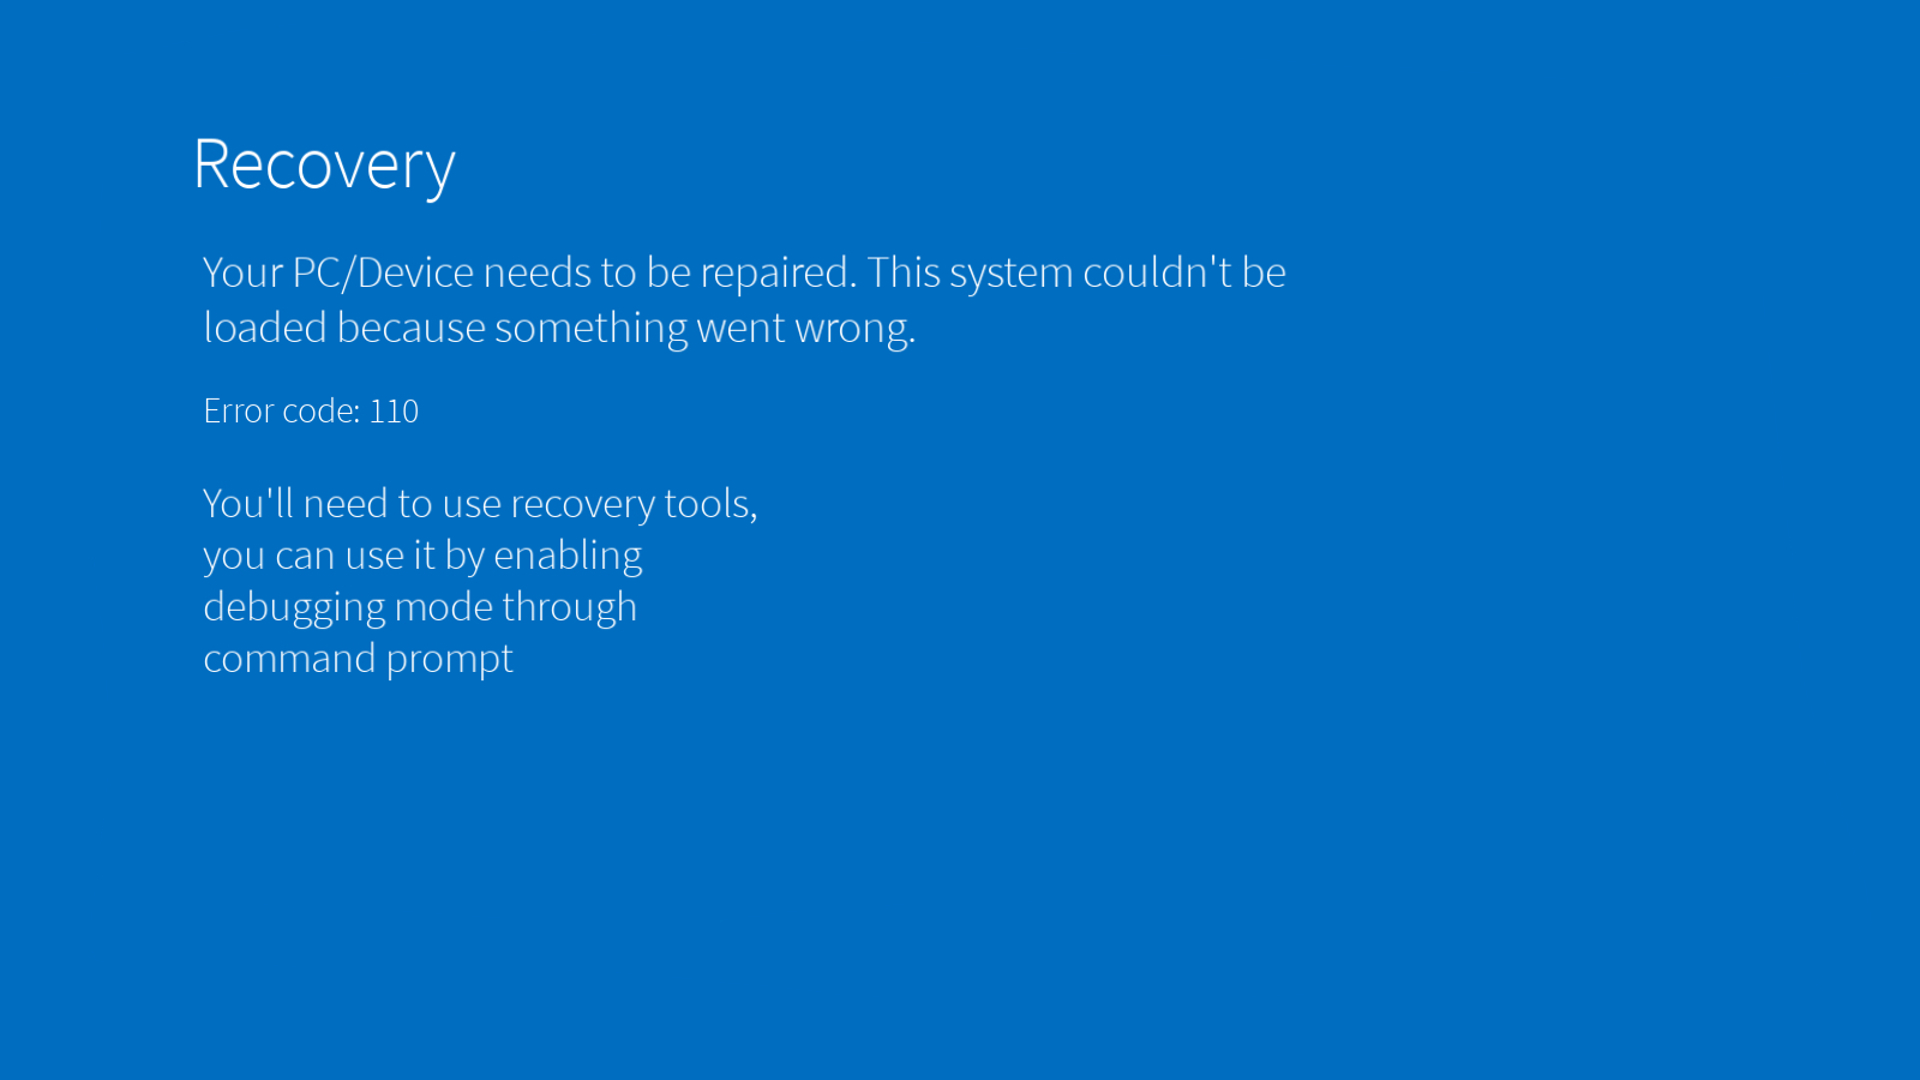 Recovery
Your PC/Device needs to be repaired. This system couldn't be
loaded because something went wrong.
Error code: 110
You'll need to use recovery tools,
you can use it by enabling
debugging mode through
command prompt